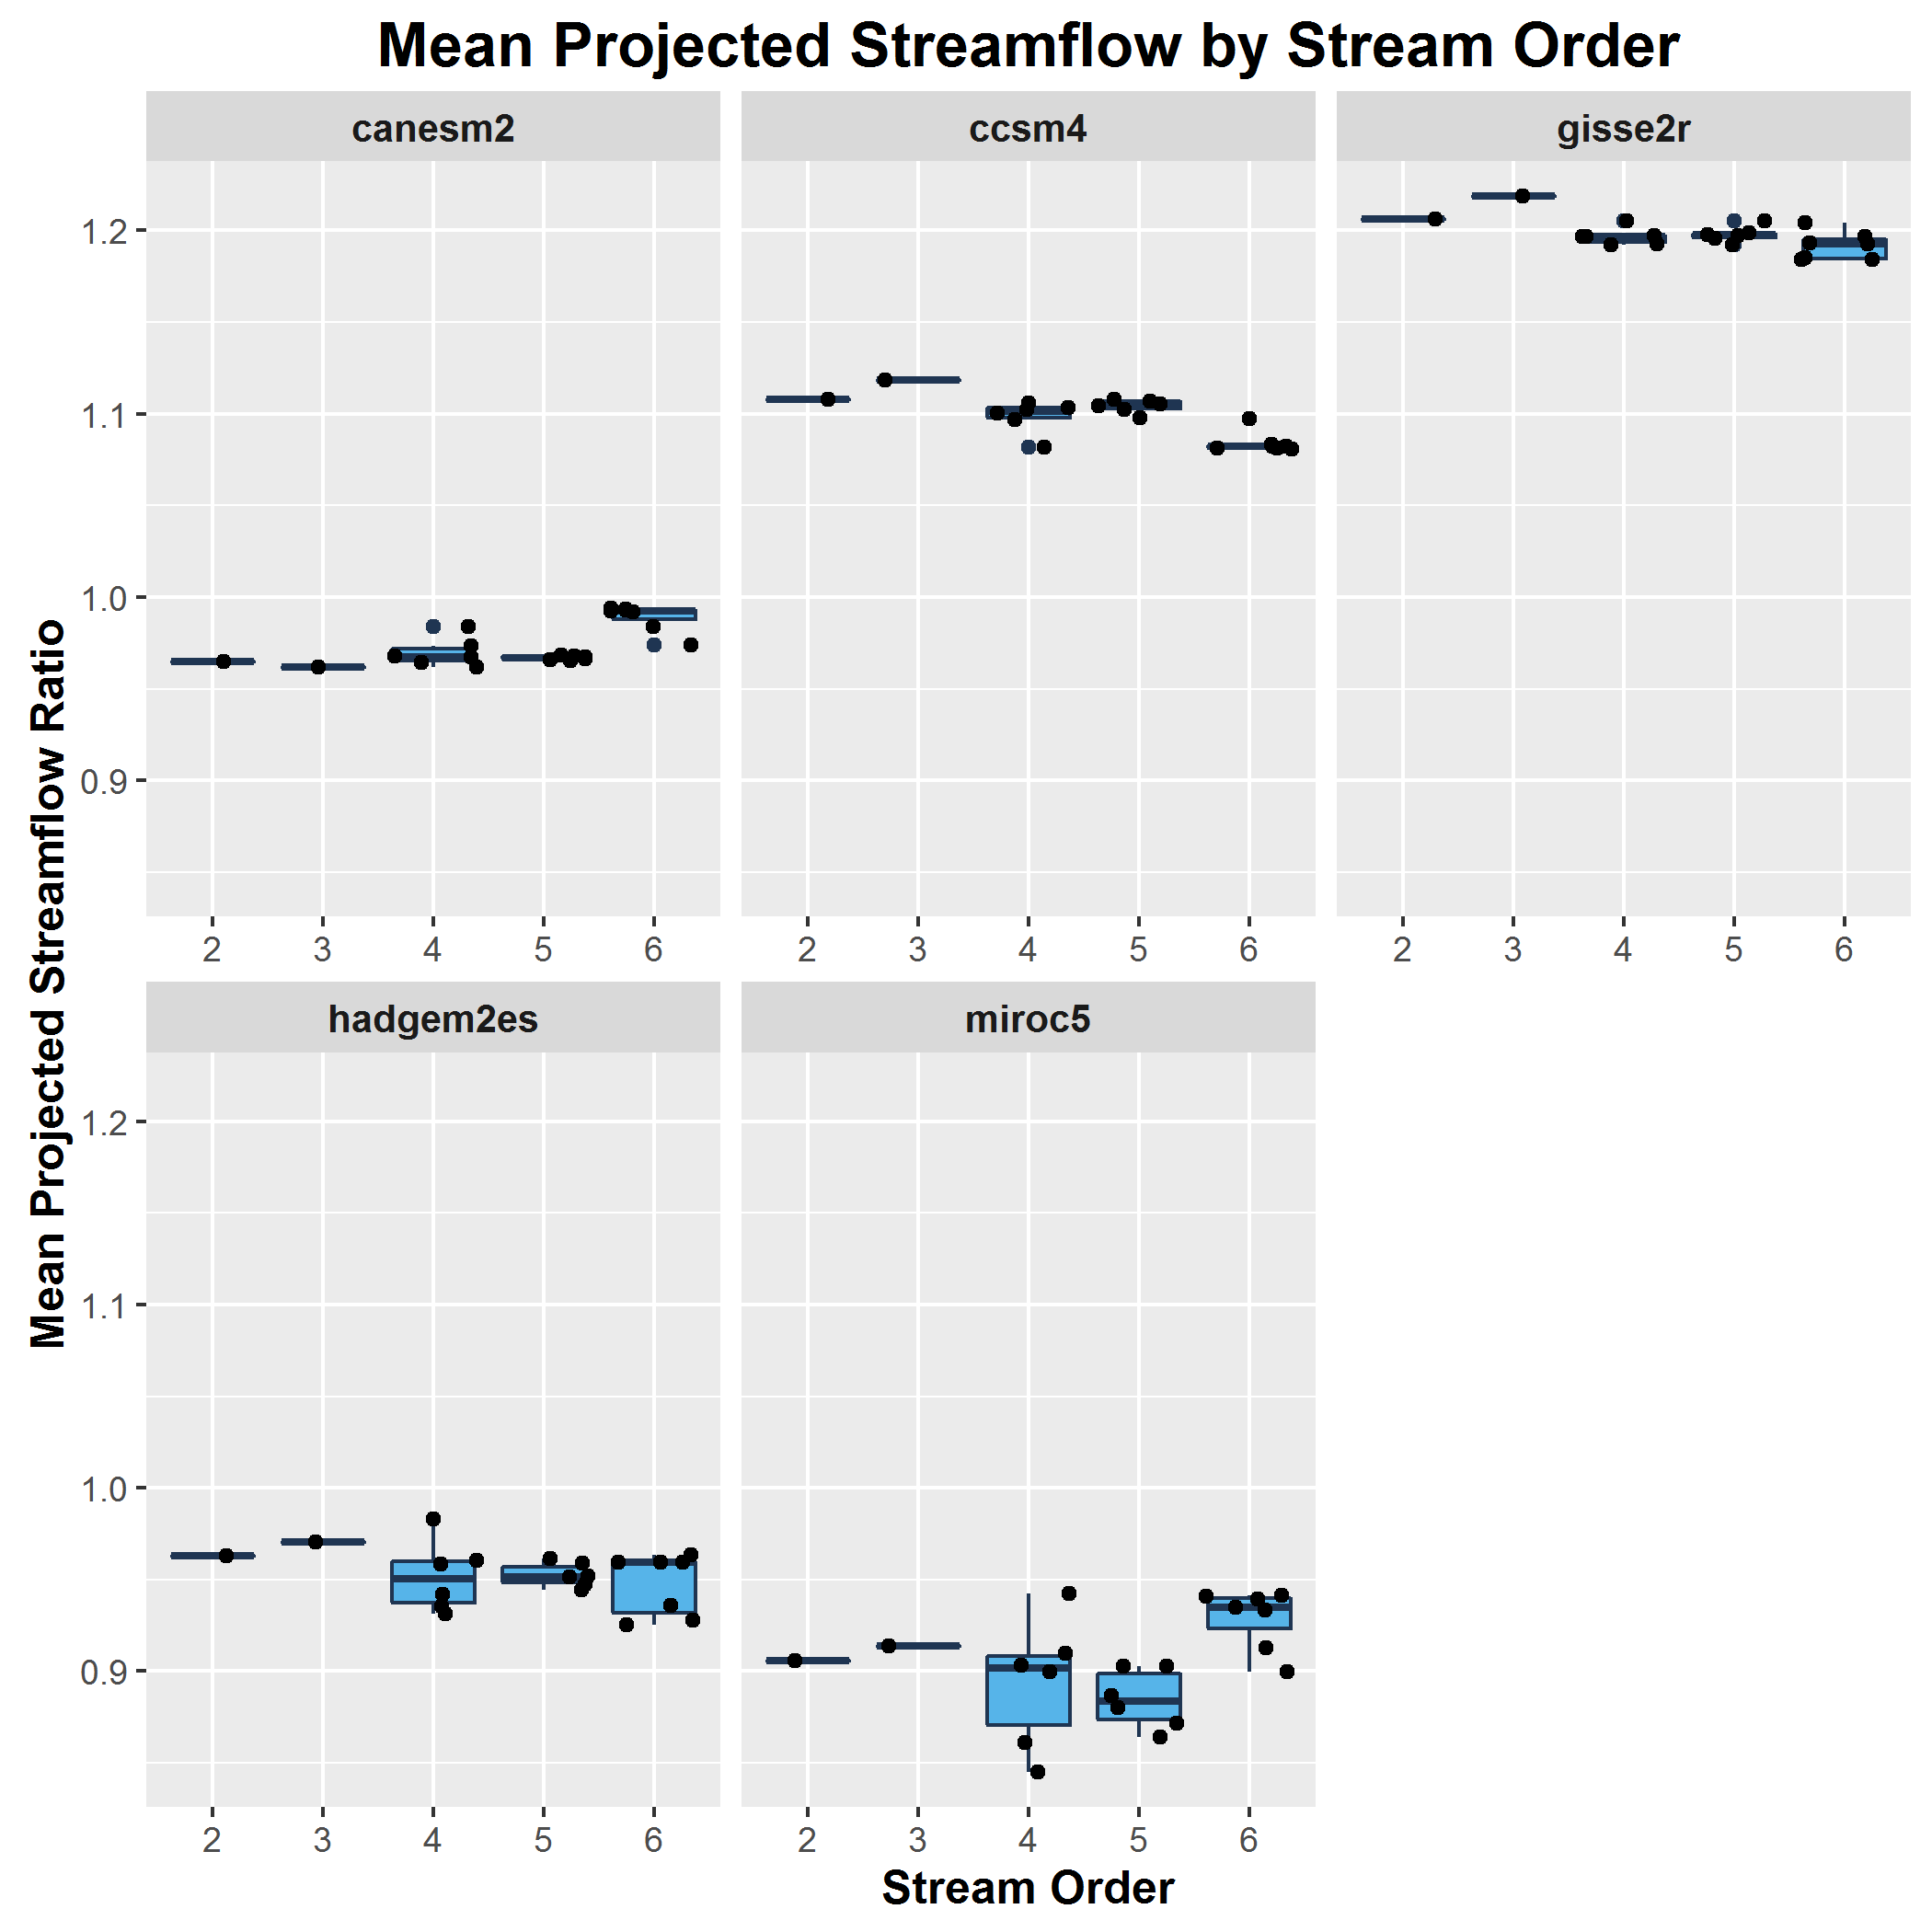 Mean Projected Streamflow by Stream Order
canesm2
ccsm4
gisse2r
1.2
1.1
1.0
0.9
2 3 4 5 6
2 3 4 5 6
2 3 4 5 6
Mean Projected Streamflow Ratio
hadgem2es
miroc5
1.2
1.1
1.0
0.9
2 3 4 5 6
2 3 4 5 6
Stream Order